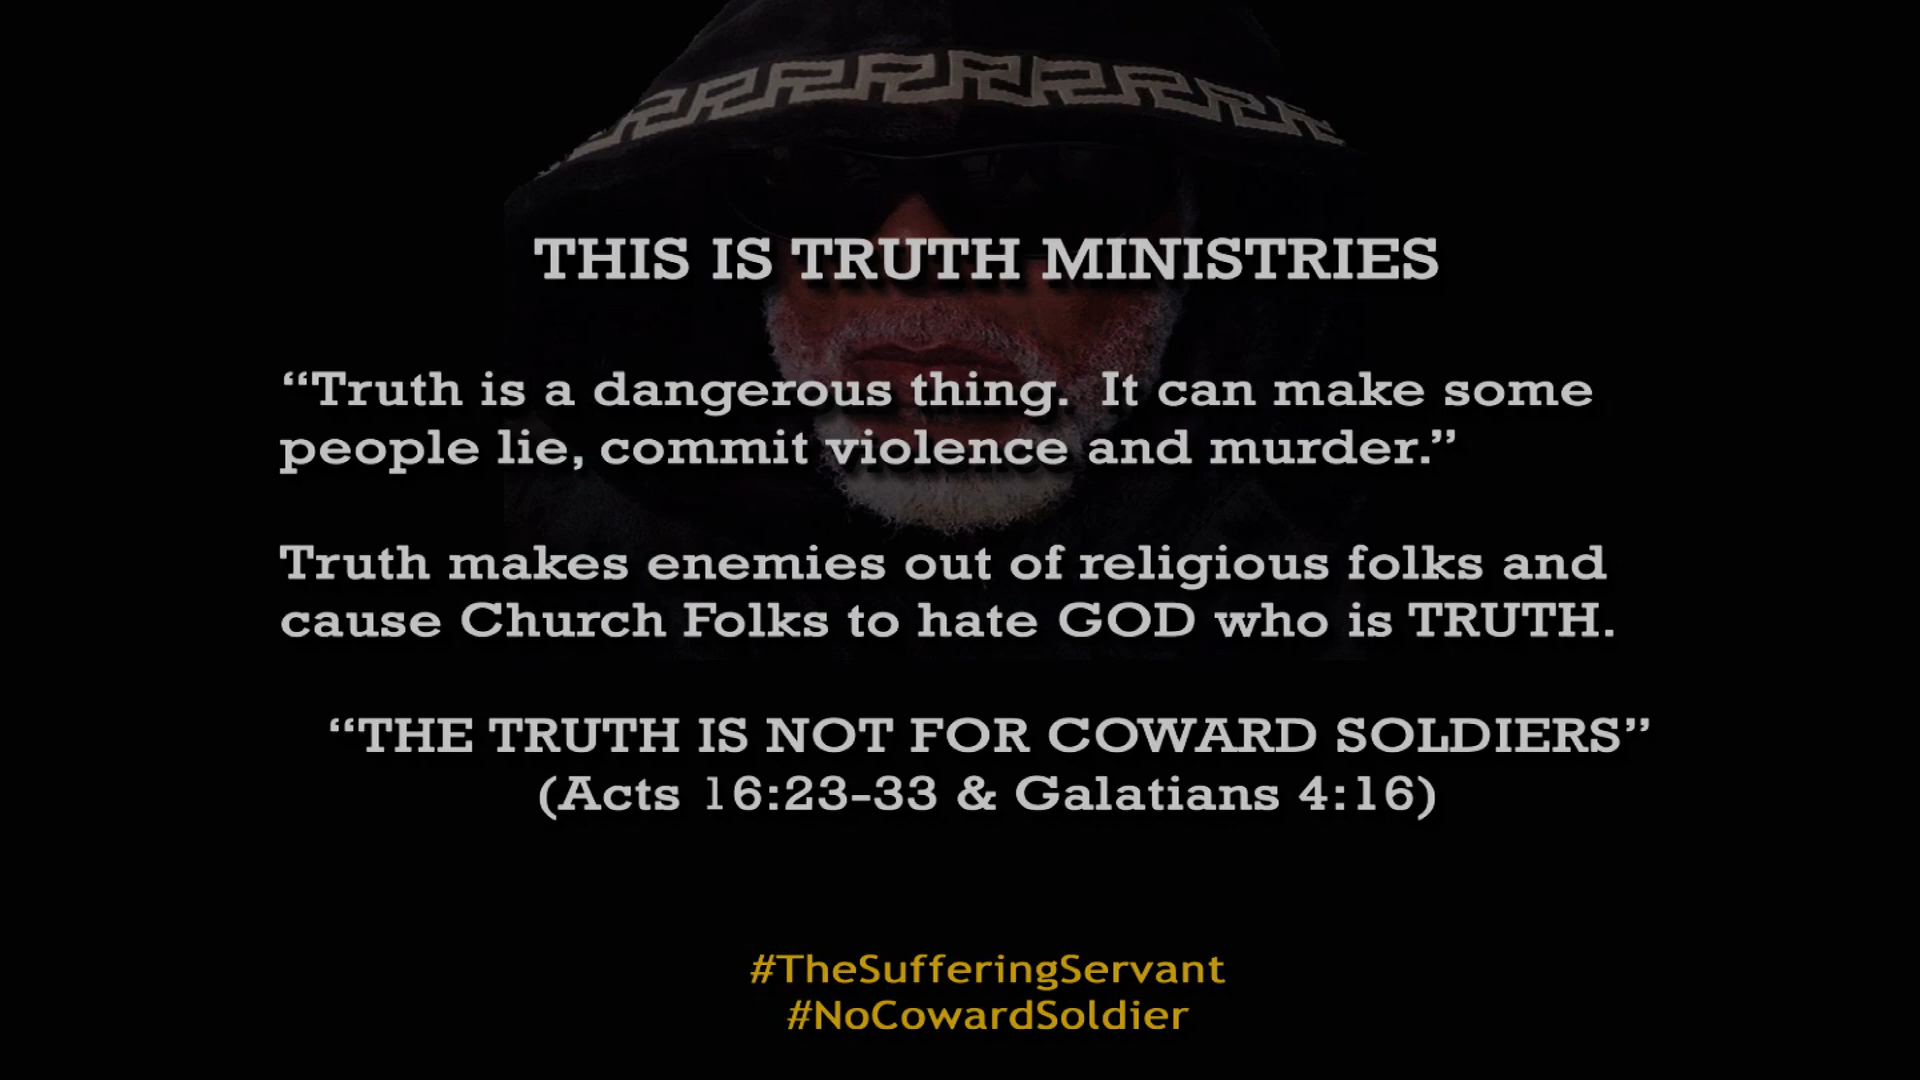 THIS IS TRUTH MINISTRIES
“Truth is a dangerous thing.  It can make some
people lie, commit violence and murder.”
Truth makes enemies out of religious folks and
cause Church Folks to hate GOD who is TRUTH.
“THE TRUTH IS NOT FOR COWARD SOLDIERS”
(Acts 16:23-33 & Galatians 4:16)
#TheSufferingServant
#NoCowardSoldier